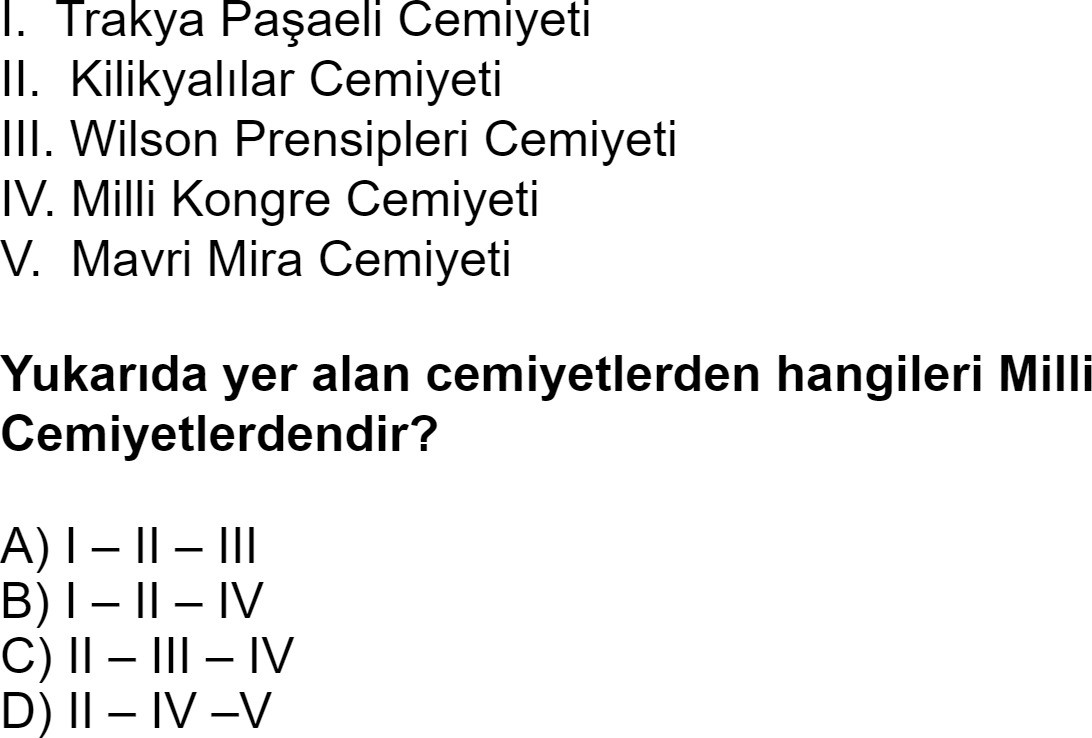 I. Trakya Paşaeli Cemiyeti
II. Kilikyalılar Cemiyeti
III. Wilson Prensipleri Cemiyeti
IV. Milli Kongre Cemiyeti
V. Mavri Mira Cemiyeti
Yukarıda yer alan cemiyetlerden hangileri Milli
Cemiyetlerdendir?
A) I – II – III
B) I – II – IV
C) II – III – IV
D) II – IV –V